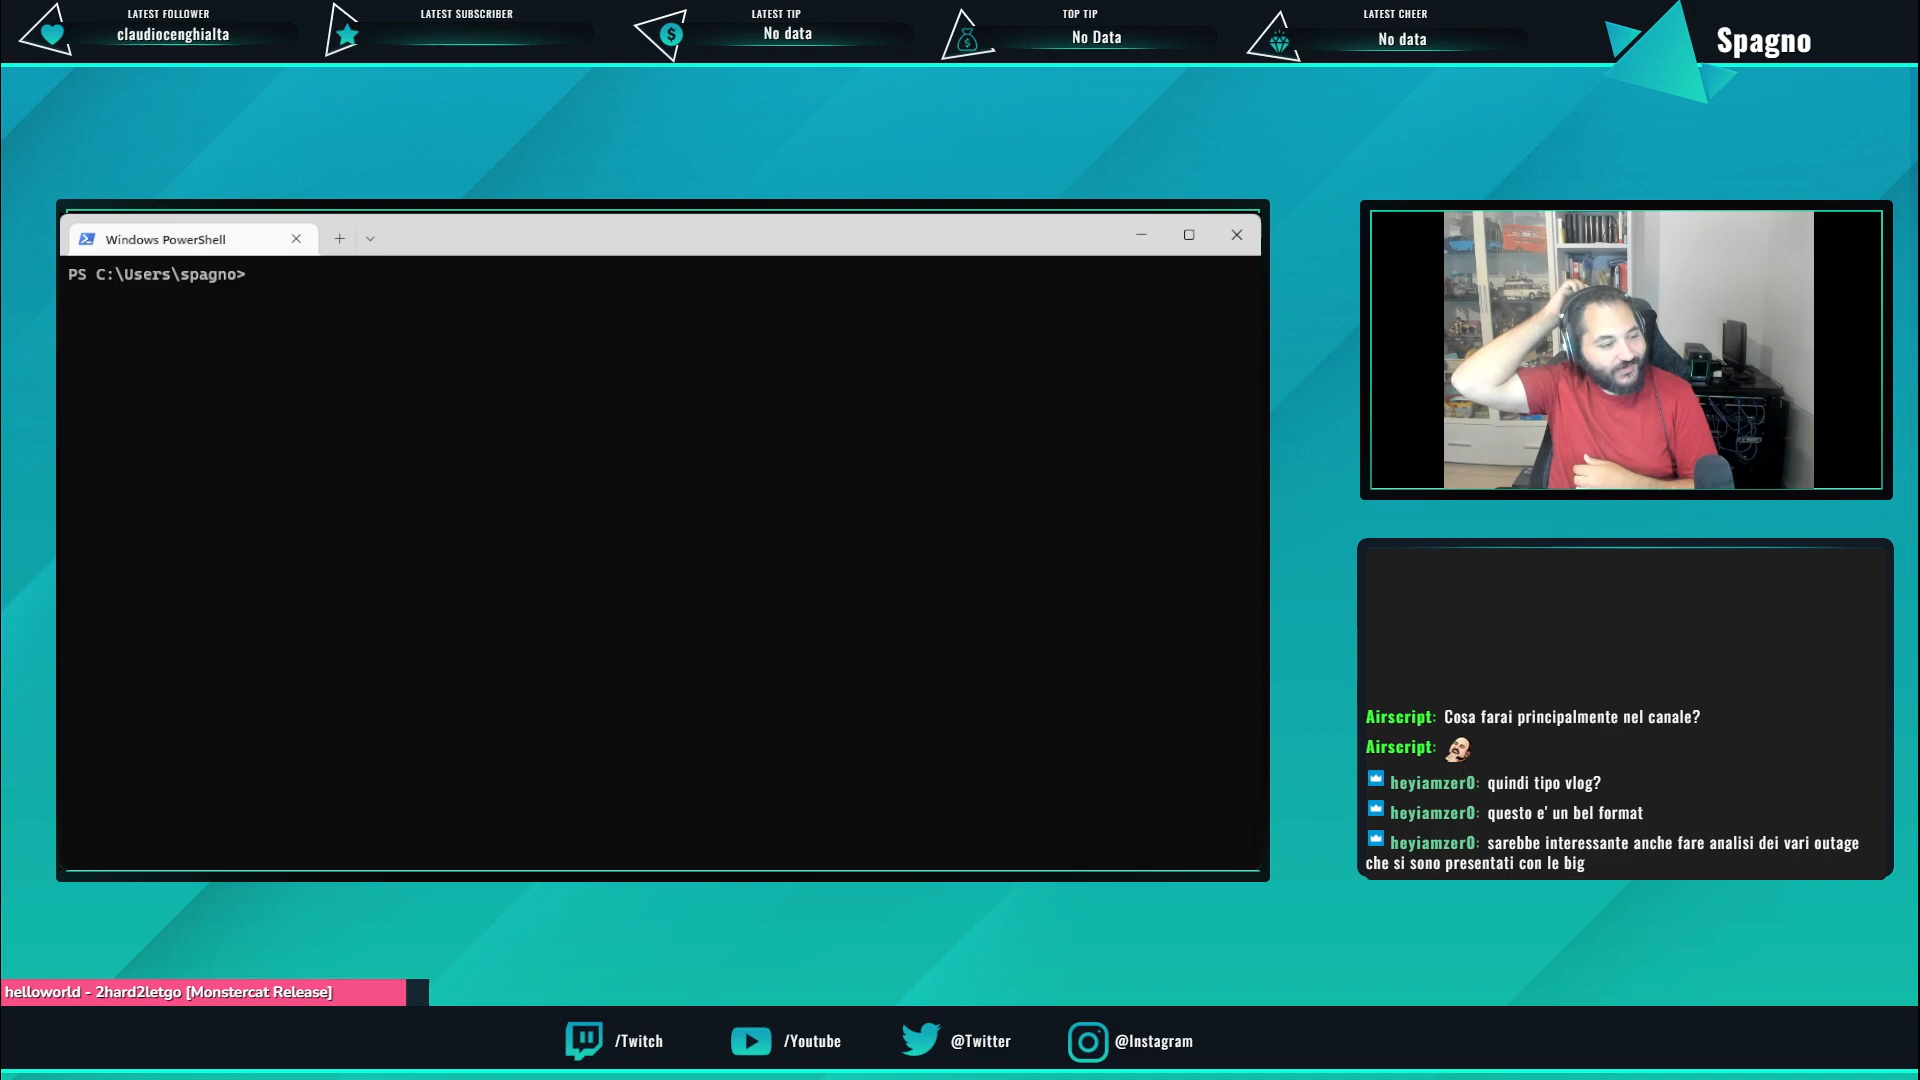 LATEST FOLLOWER
claudiocenghialta
LATEST SUBSCRIBER
LATEST TIP
No data
TOP TIP
No Data
LATEST CHEER
No data
Spagno
Windows PowerShell
PS C:\Users\spagno>
Airscript: Cosa farai principalmente nel canale?
Airscript:
heyiamzer0: quindi tipo vlog?
heyiamzer0: questo e' un bel format
heyiamzer0: sarebbe interessante anche fare analisi dei vari outage
che si sono presentati con le big
helloworld - 2hard2letgo [Monstercat Release]
/Twitch
/Youtube
@Twitter
@Instagram